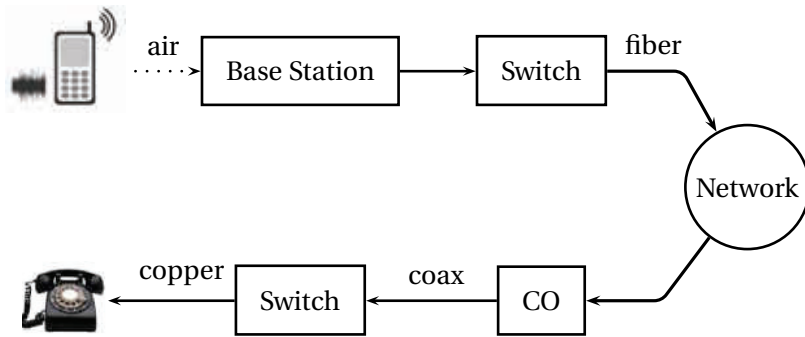 air
Base Station
Switch
fiber
Network
copper
Switch
coax
CO